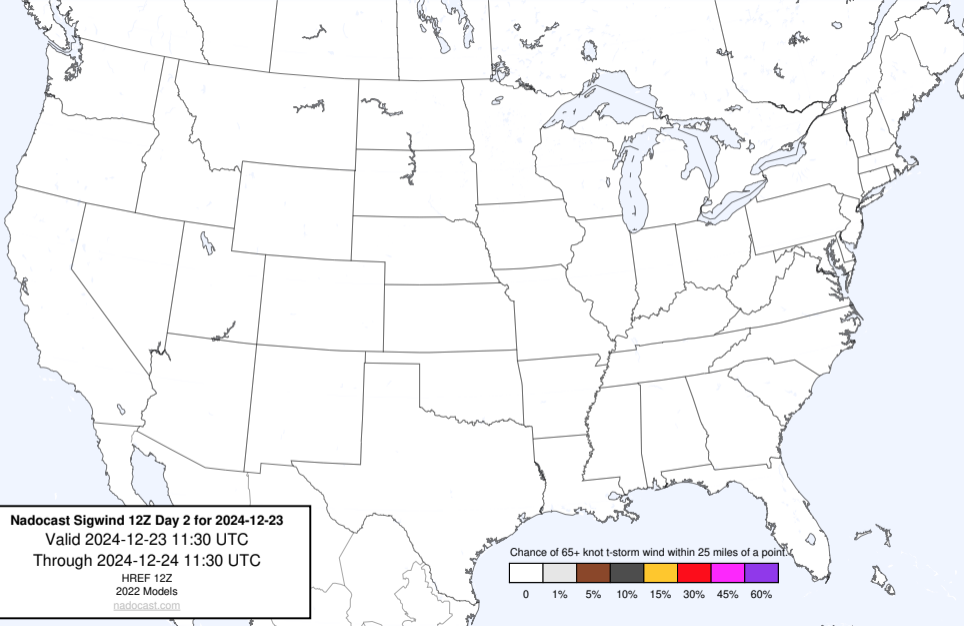 Nadocast Sigwind 12Z Day 2 for 2024-12-23
Valid 2024-12-23 11:30 UTC
Through 2024-12-24 11:30 UTC
HREF 12Z
2022 Models
nadocast.com
Chance of 65+ knot t-storm wind within 25 miles of a point.
0 1% 5% 10% 15% 30% 45% 60%